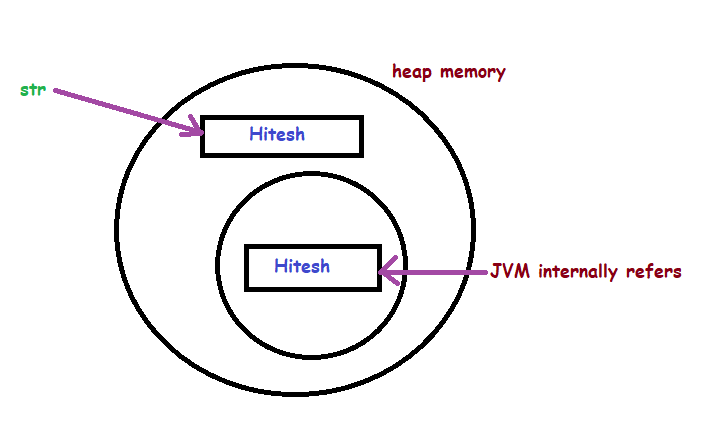 heap memory
str
Hitesh
Hitesh
JVM internally refers